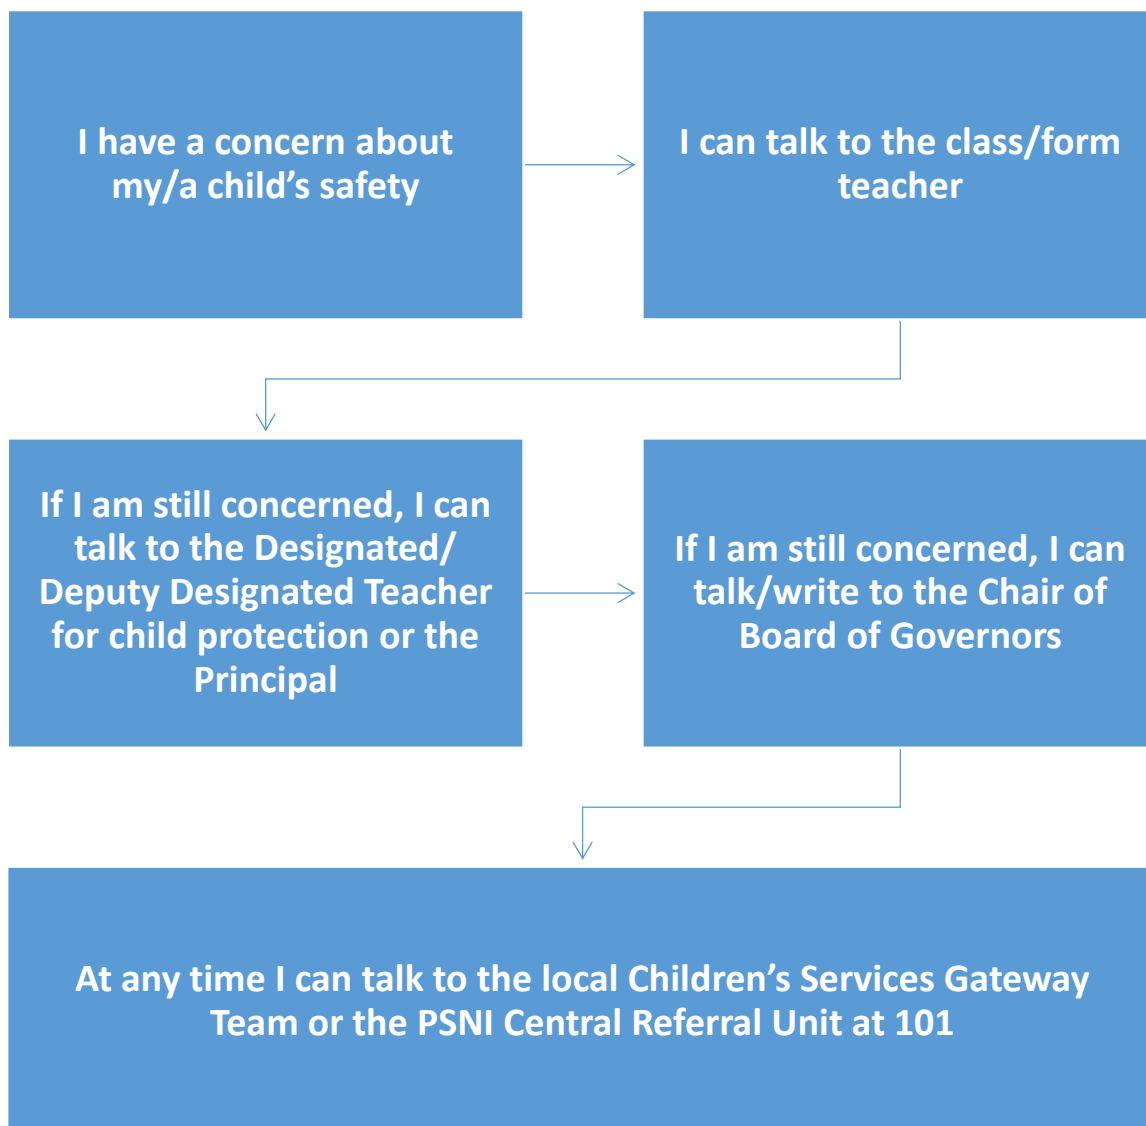 I have a concern about
my/a child’s safety
I can talk to the class/form
teacher
If I am still concerned, I can
talk to the Designated/
Deputy Designated Teacher
for child protection or the
Principal
If I am still concerned, I can
talk/write to the Chair of
Board of Governors
At any time I can talk to the local Children’s Services Gateway
Team or the PSNI Central Referral Unit at 101